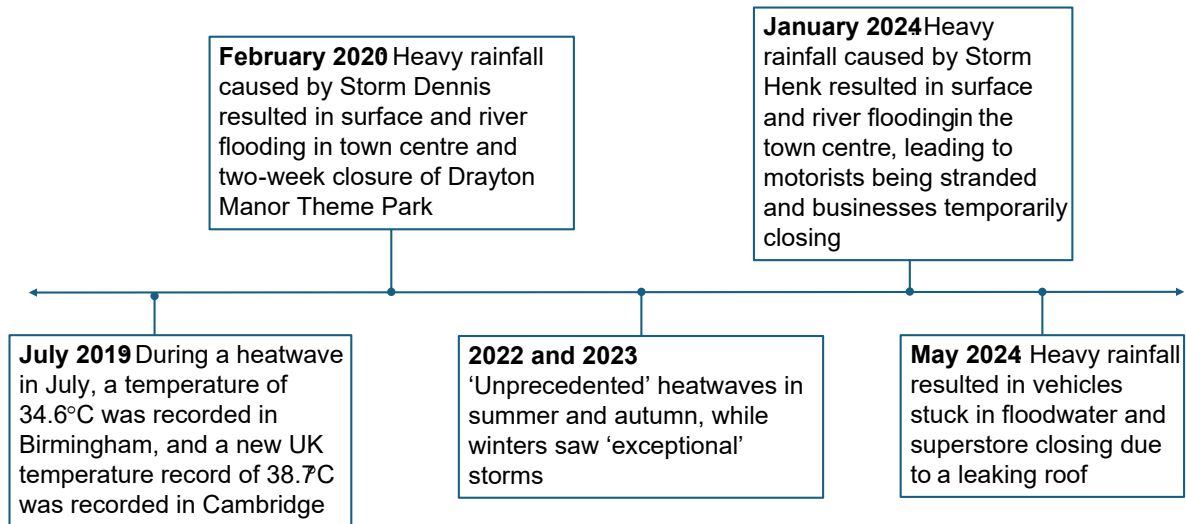 July 2019 During a heatwave
in July, a temperature of
34.6°C was recorded in
Birmingham, and a new UK
temperature record of 38.7°C
was recorded in Cambridge
February 2020 Heavy rainfall
caused by Storm Dennis
resulted in surface and river
flooding in town centre and
two-week closure of Drayton
Manor Theme Park
2022 and 2023
‘Unprecedented’ heatwaves in
summer and autumn, while
winters saw ‘exceptional’
storms
January 2024 Heavy
rainfall caused by Storm
Henk resulted in surface
and river flooding in the
town centre, leading to
motorists being stranded
and businesses temporarily
closing
May 2024 Heavy rainfall
resulted in vehicles
stuck in floodwater and
superstore closing due
to a leaking roof